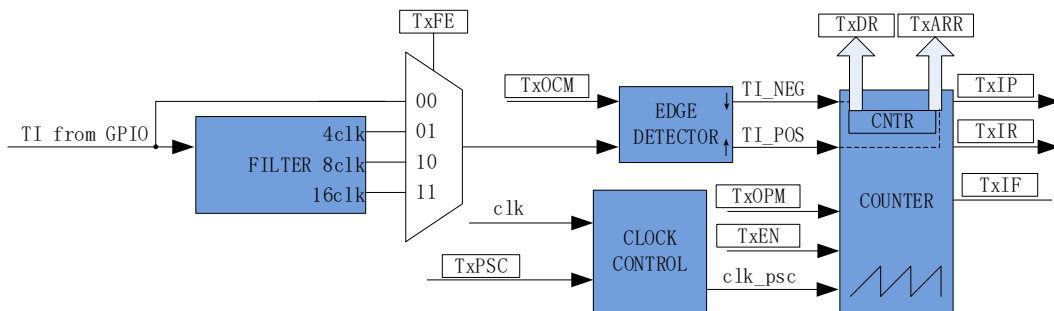 TxFE
TxDR
TxARR
TxOCM
TI_NEG
TxIP
00
EDGE
DETECTOR
CNTR
TI from GPIO
4clk
01
TI_POS
TxIR
FILTER 8clk
10
16clk
11
TxOPM
COUNTER
TxIF
clk
CLOCK
CONTROL
TxEN
TxPSC
clk_psc